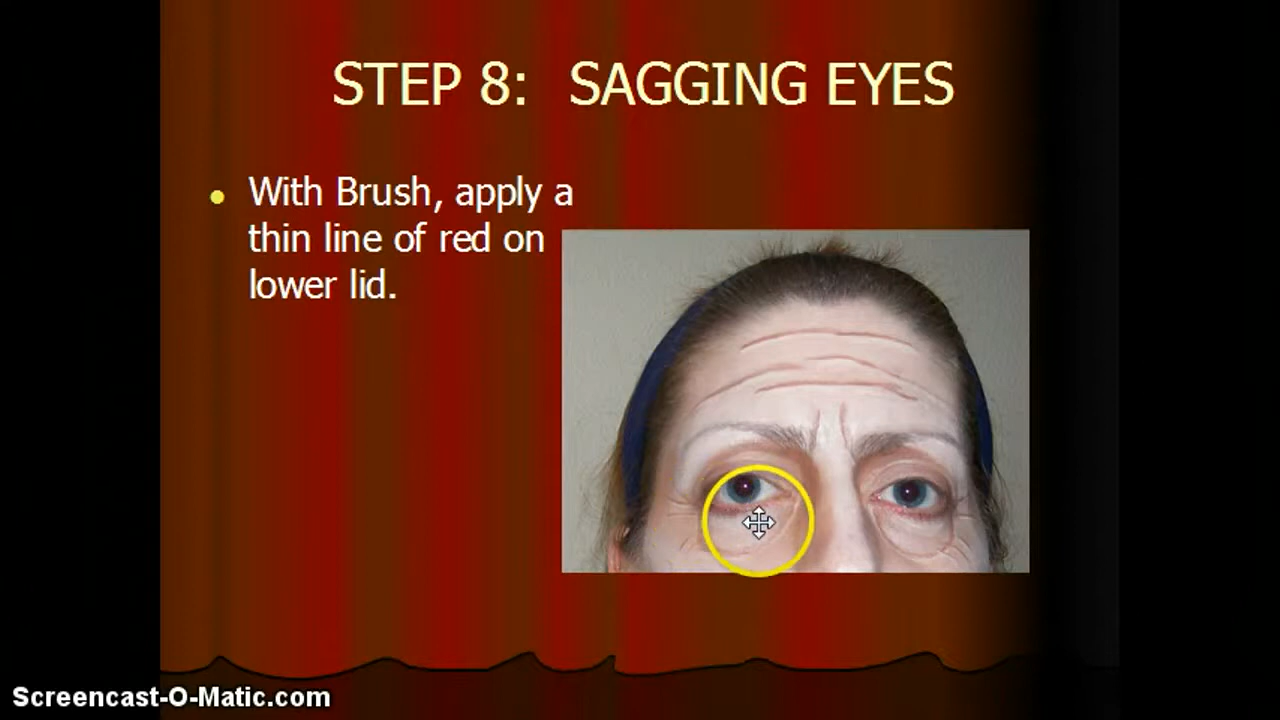 STEP 8: SAGGING EYES
With Brush, apply a
thin line of red on
lower lid.
Screencast-O-Matic.com